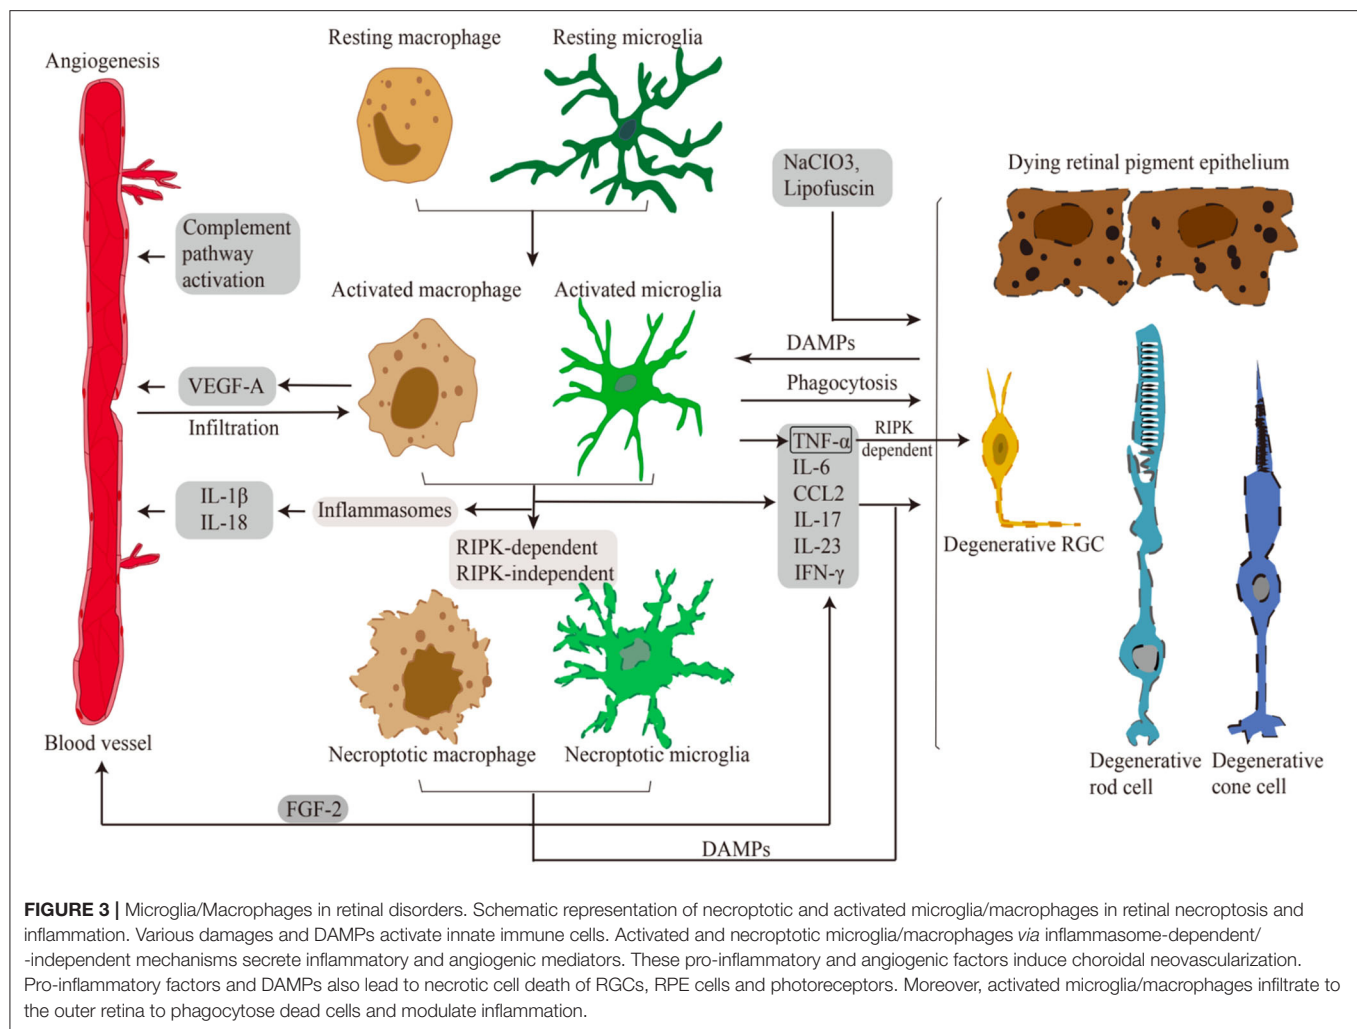 Resting macrophage
Resting microglia
Angiogenesis
NaClO3,
Lipofuscin
Dying retinal pigment epithelium
Complement
pathway
activation
Activated macrophage
Activated microglia
DAMPs
VEGF-A
Phagocytosis
Infiltration
TNF-α
IL-6
CCL2
IL-17
IL-23
IFN-γ
RIPK
dependent
IL-1β
IL-18
Inflammasomes
RIPK-dependent
RIPK-independent
Degenerative RGC
Blood vessel
Necroptotic macrophage
Necroptotic microglia
Degenerative
rod cell
Degenerative
cone cell
FGF-2
DAMPs
FIGURE 3 | Microglia/Macrophages in retinal disorders. Schematic representation of necroptotic and activated microglia/macrophages in retinal necroptosis and
inflammation. Various damages and DAMPs activate innate immune cells. Activated and necroptotic microglia/macrophages via inflammasome-dependent/
-independent mechanisms secrete inflammatory and angiogenic mediators. These pro-inflammatory and angiogenic factors induce choroidal neovascularization.
Pro-inflammatory factors and DAMPs also lead to necrotic cell death of RGCs, RPE cells and photoreceptors. Moreover, activated microglia/macrophages infiltrate to
the outer retina to phagocytose dead cells and modulate inflammation.